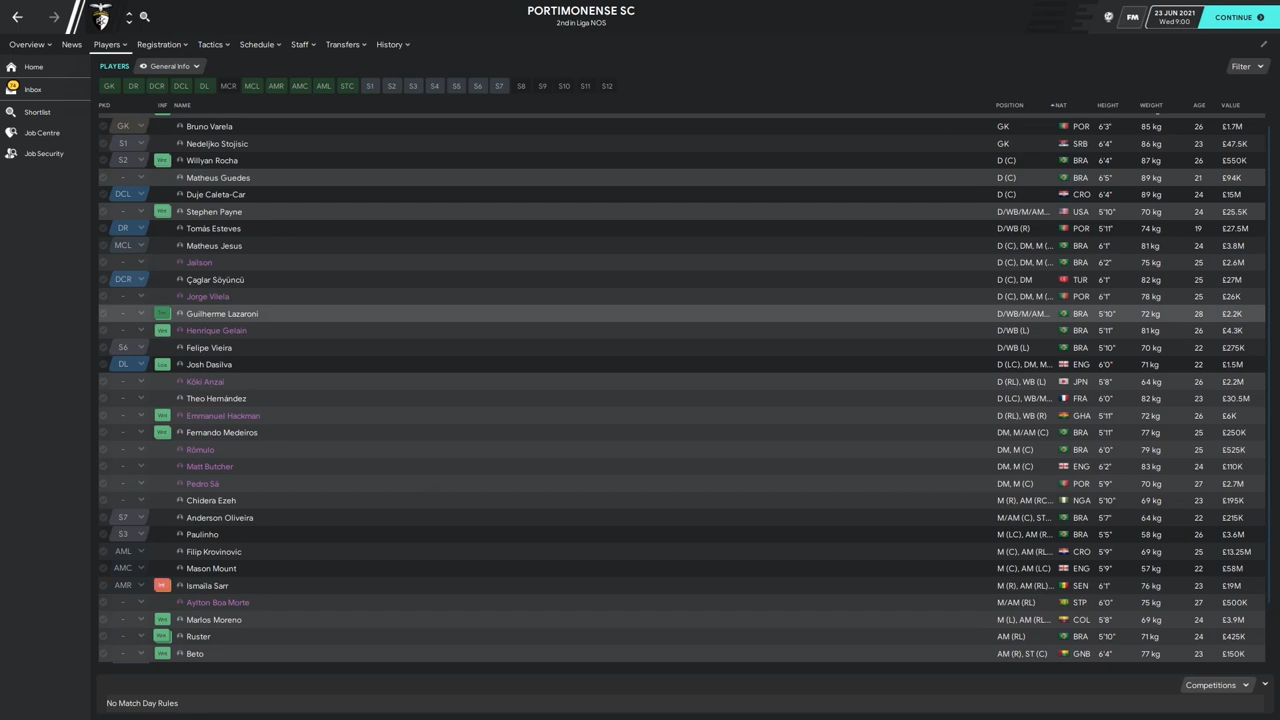 PORTIMONENSE SC
2nd in Liga NOS
FM
23 JUN 2021
Wed 9:00
CONTINUE
Overview News Players Registration Tactics Schedule Staff Transfers History
Home
Inbox
Shortlist
Job Centre
Job Security
PLAYERS General Info Filter
GK DR DCR DCL DL MCR MCL AMR AMC AML STC S1 S2 S3 S4 S5 S6 S7 S8 S9 S10 S11 S12
PKD INF NAME POSITION NAT HEIGHT WEIGHT AGE VALUE
GK Bruno Varela GK POR 6'3" 85 kg 26 £1.7M
S1 Nedeljko Stojisic GK SRB 6'4" 86 kg 23 £47.5K
S2 Wnt Willyan Rocha D (C) BRA 6'4" 87 kg 26 £550K
- Matheus Guedes D (C) BRA 6'5" 89 kg 21 £94K
DCL Duje Caleta-Car D (C) CRO 6'4" 89 kg 24 £15M
- Wnt Stephen Payne D/WB/M/AM... USA 5'10" 70 kg 24 £25.5K
DR Tomás Esteves D/WB (R) POR 5'11" 74 kg 19 £27.5M
MCL Matheus Jesus D (C), DM, M (... BRA 6'1" 81 kg 24 £3.8M
- Jailson D (C), DM, M (... BRA 6'2" 75 kg 25 £2.6M
DCR Çaglar Söyüncü D (C), DM TUR 6'1" 82 kg 25 £27M
- Jorge Vilela D (C), DM, M (... POR 6'1" 78 kg 25 £26K
- Guilherme Lazaroni D/WB/M/AM... BRA 5'10" 72 kg 28 £2.2K
- Wnt Henrique Gelain D/WB (L) BRA 5'11" 81 kg 26 £4.3K
S6 Felipe Vieira D/WB (L) BRA 5'10" 70 kg 22 £275K
DL Loa Josh Dasilva D (LC), DM, M... ENG 6'0" 71 kg 22 £1.5M
- Kōki Anzai D (RL), WB (L) JPN 5'8" 64 kg 26 £2.2M
- Theo Hernández D (LC), WB/M... FRA 6'0" 82 kg 23 £30.5M
- Wnt Emmanuel Hackman D (RL), WB (R) GHA 5'11" 72 kg 26 £6K
- Wnt Fernando Medeiros DM, M/AM (C) BRA 5'11" 77 kg 25 £250K
- Rômulo DM, M (C) BRA 6'0" 79 kg 25 £525K
- Matt Butcher DM, M (C) ENG 6'2" 83 kg 24 £110K
- Pedro Sá DM, M (C) POR 5'9" 70 kg 27 £2.7M
- Chidera Ezeh M (R), AM (RC... NGA 5'10" 69 kg 23 £195K
S7 Anderson Oliveira M/AM (C), ST... BRA 5'7" 64 kg 22 £215K
S3 Paulinho M (LC), AM (R... BRA 5'5" 58 kg 26 £3.6M
AML Filip Krovinovic M (C), AM (RL... CRO 5'9" 69 kg 25 £13.25M
AMC Mason Mount M (C), AM (LC) ENG 5'9" 57 kg 22 £58M
AMR Ismaïla Sarr M (R), AM (RL)... SEN 6'1" 76 kg 23 £19M
- Aylton Boa Morte M/AM (RL) STP 6'0" 75 kg 27 £500K
- Wnt Marlos Moreno M (L), AM (RL... COL 5'8" 69 kg 24 £3.9M
- Wnt Ruster AM (RL) BRA 5'10" 71 kg 24 £425K
- Wnt Beto AM (R), ST (C) GNB 6'4" 77 kg 23 £150K
Competitions
No Match Day Rules